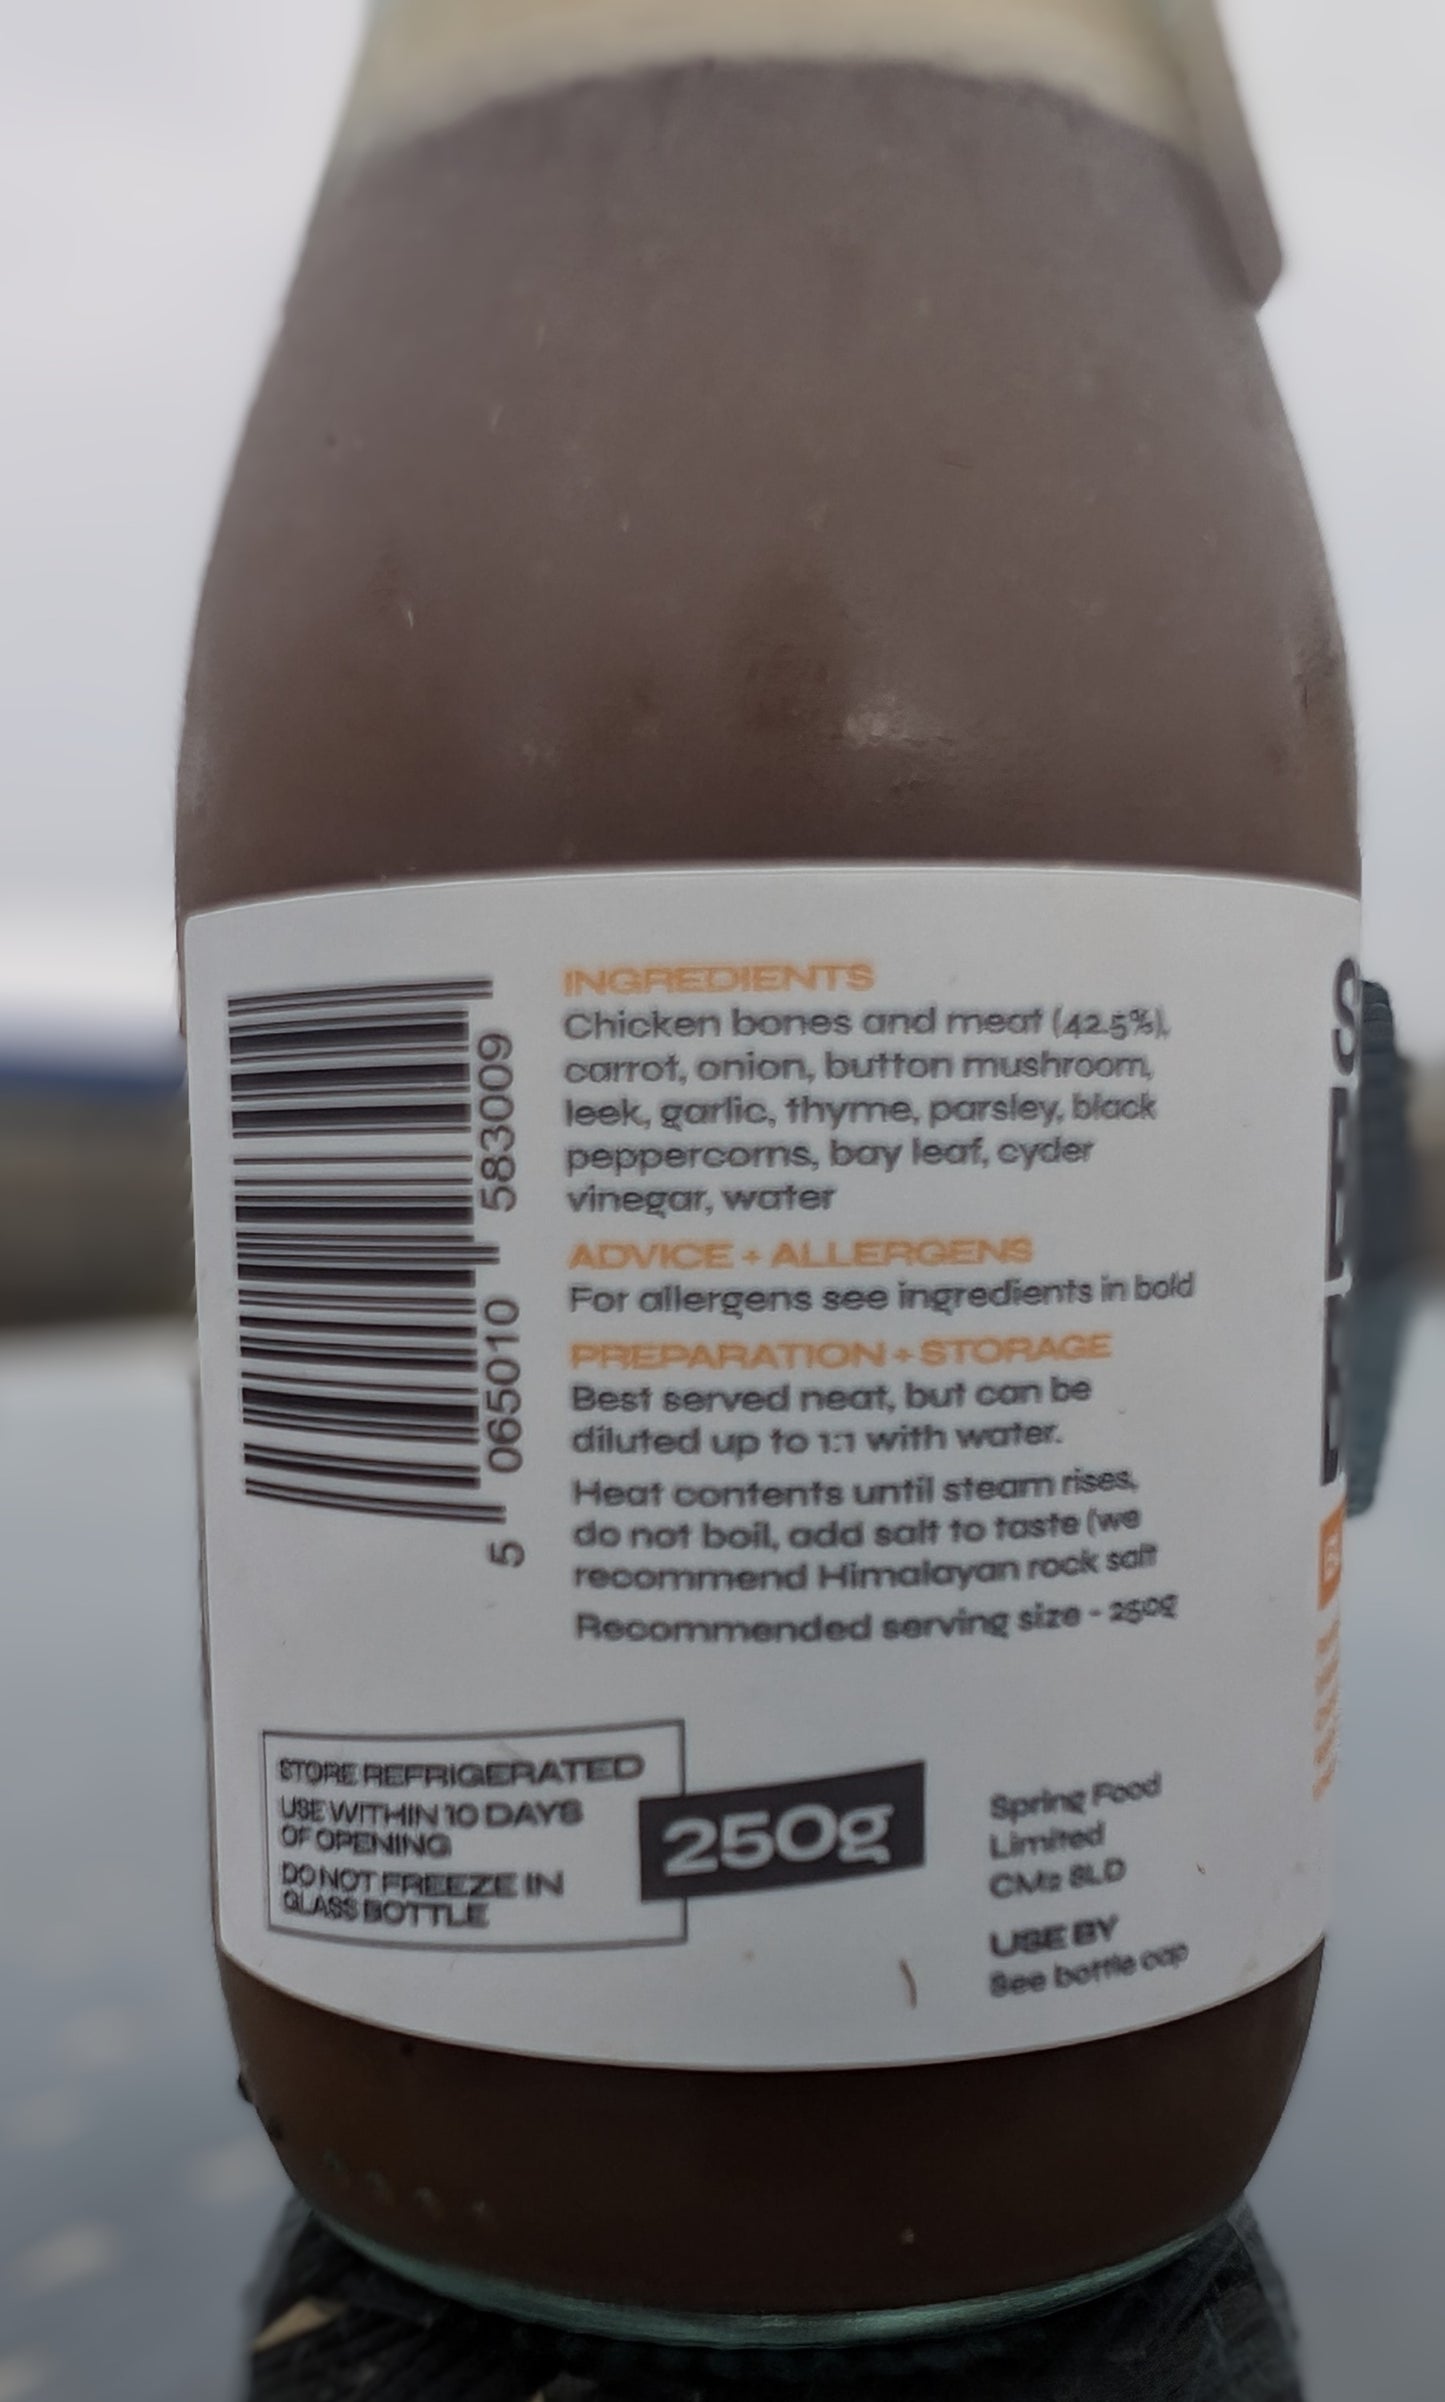 INGREDIENTS
Chicken bones and meat (42.5%),
carrot, onion, button mushroom,
leek, garlic, thyme, parsley, black
peppercorns, bay leaf, cyder
vinegar, water
ADVICE + ALLERGENS
For allergens see ingredients in bold
PREPARATION + STORAGE
Best served neat, but can be
diluted up to 1:1 with water.
Heat contents until steam rises,
do not boil, add salt to taste (we
recommend Himalayan rock salt
Recommended serving size - 250g
5 065010 583009
STORE REFRIGERATED
USE WITHIN 10 DAYS
OF OPENING
DO NOT FREEZE IN
GLASS BOTTLE
250g
Spring Food
Limited
CM2 8LD
USE BY
See bottle cap